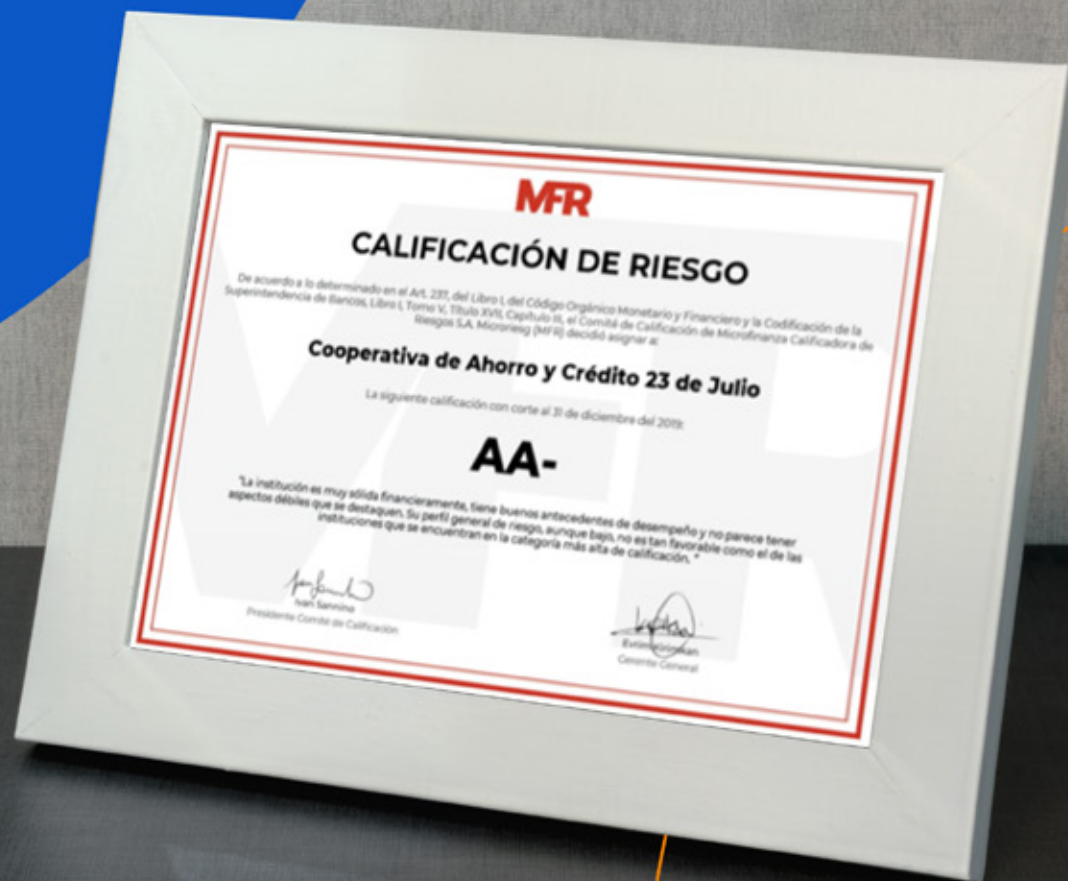 MFR
CALIFICACIÓN DE RIESGO
De acuerdo a lo determinado en el Art. 237, del Libro I, del Código Orgánico Monetario y Financiero y la Codificación de la
Superintendencia de Bancos, Libro I, Tomo V, Título XVII, Capítulo III, el Comité de Calificación de Microfinanza Calificadora de
Riesgos S.A. Microriesg (MFR) decidió asignar a:
Cooperativa de Ahorro y Crédito 23 de Julio
La siguiente calificación con corte al 31 de diciembre del 2019:
AA-
"La institución es muy sólida financieramente, tiene buenos antecedentes de desempeño y no parece tener
aspectos débiles que se destaquen. Su perfil general de riesgo, aunque bajo, no es tan favorable como el de las
instituciones que se encuentran en la categoría más alta de calificación. "
Ivan Sannino
Presidente Comité de Calificación
Gerente General